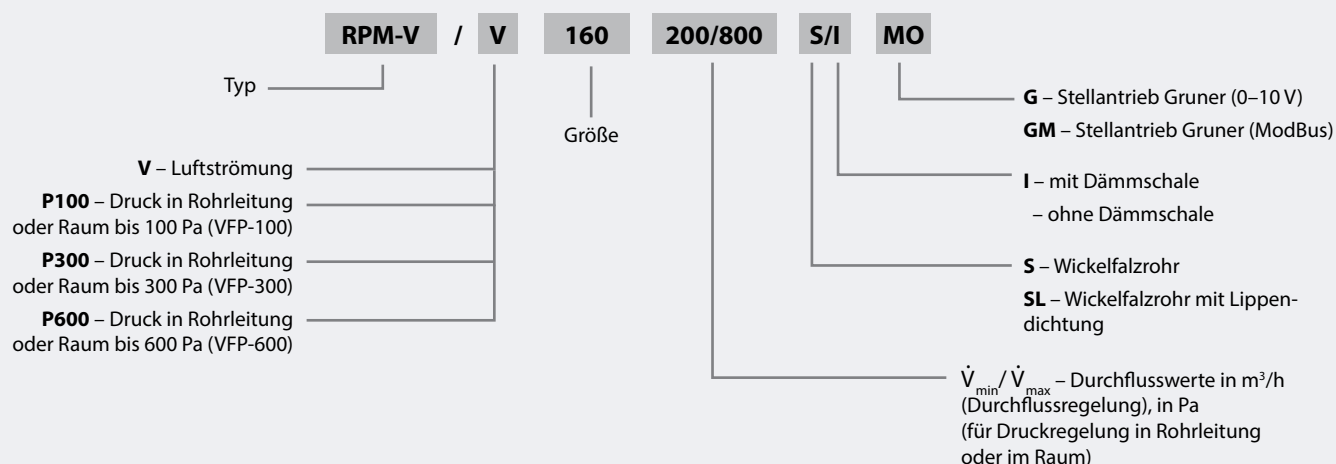 RPM-V / V 160 200/800 S/I MO
Typ
Größe
V – Luftströmung
P100 – Druck in Rohrleitung
oder Raum bis 100 Pa (VFP-100)
P300 – Druck in Rohrleitung
oder Raum bis 300 Pa (VFP-300)
P600 – Druck in Rohrleitung
oder Raum bis 600 Pa (VFP-600)
G – Stellantrieb Gruner (0–10 V)
GM – Stellantrieb Gruner (ModBus)
I – mit Dämmschale
– ohne Dämmschale
S – Wickelfalzrohr
SL – Wickelfalzrohr mit Lippen-
dichtung
V̇min/ V̇max – Durchflusswerte in m³/h
(Durchflussregelung), in Pa
(für Druckregelung in Rohrleitung
oder im Raum)